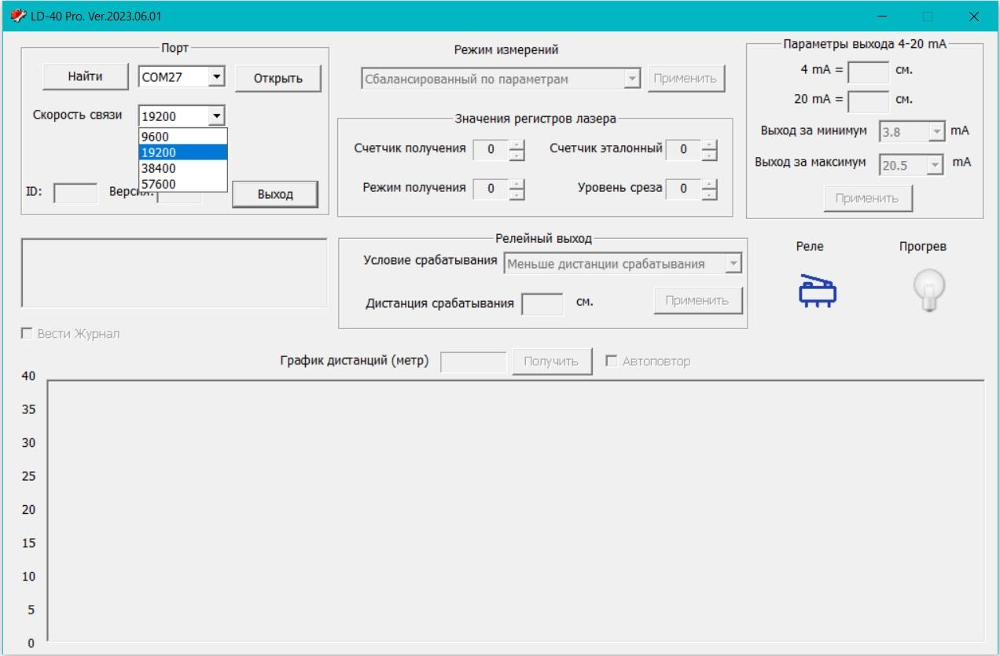 LD-40 Pro. Ver.2023.06.01
Порт
Найти
COM27
Открыть
Скорость связи
19200
9600
19200
38400
57600
ID:
Версия:
Выход
Режим измерений
Сбалансированный по параметрам
Применить
Значения регистров лазера
Счетчик получения
0
Счетчик эталонный
0
Режим получения
0
Уровень среза
0
Параметры выхода 4-20 mA
4 mA =
см.
20 mA =
см.
Выход за минимум
3.8
mA
Выход за максимум
20.5
mA
Применить
Релейный выход
Условие срабатывания
Меньше дистанции срабатывания
Дистанция срабатывания
см.
Применить
Реле
Прогрев
Вести Журнал
График дистанций (метр)
Получить
Автоповтор
40
35
30
25
20
15
10
5
0